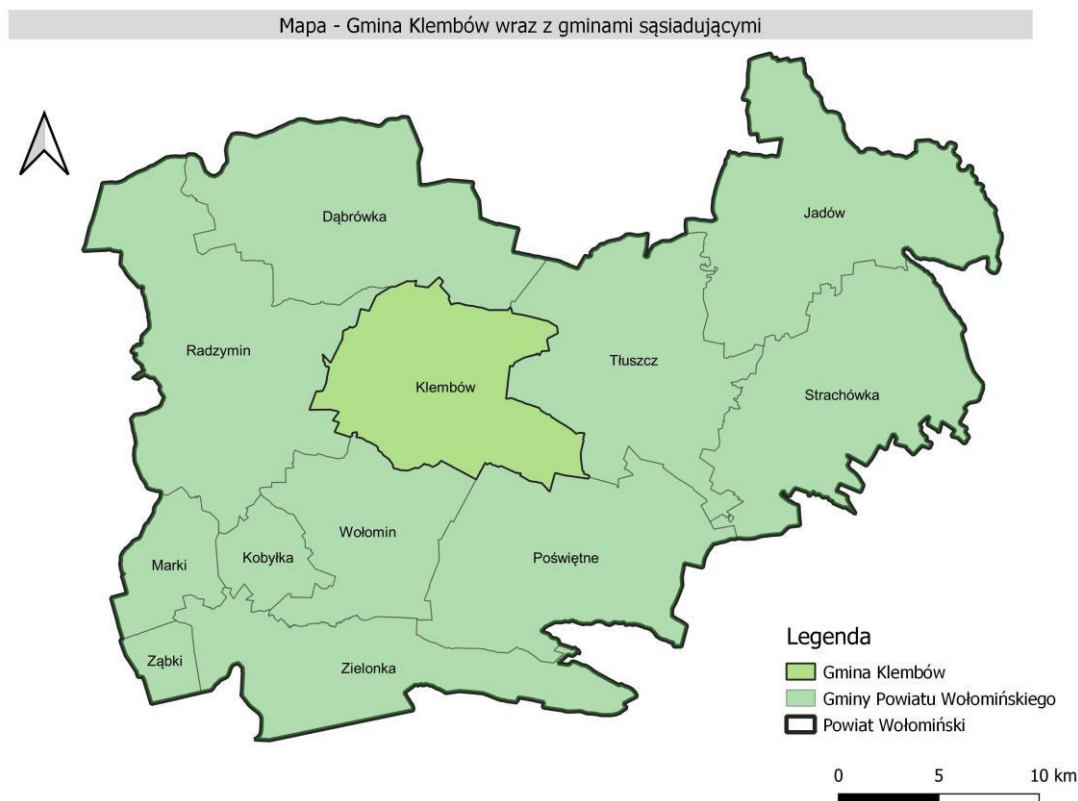 Mapa - Gmina Klembów wraz z gminami sąsiadującymi
Dąbrówka
Jadów
Radzymin
Klembów
Tłuszcz
Strachówka
Wołomin
Marki
Kobyłka
Poświętne
Ząbki
Zielonka
Legenda
Gmina Klembów
Gminy Powiatu Wołomińskiego
Powiat Wołomiński
0 5 10 km